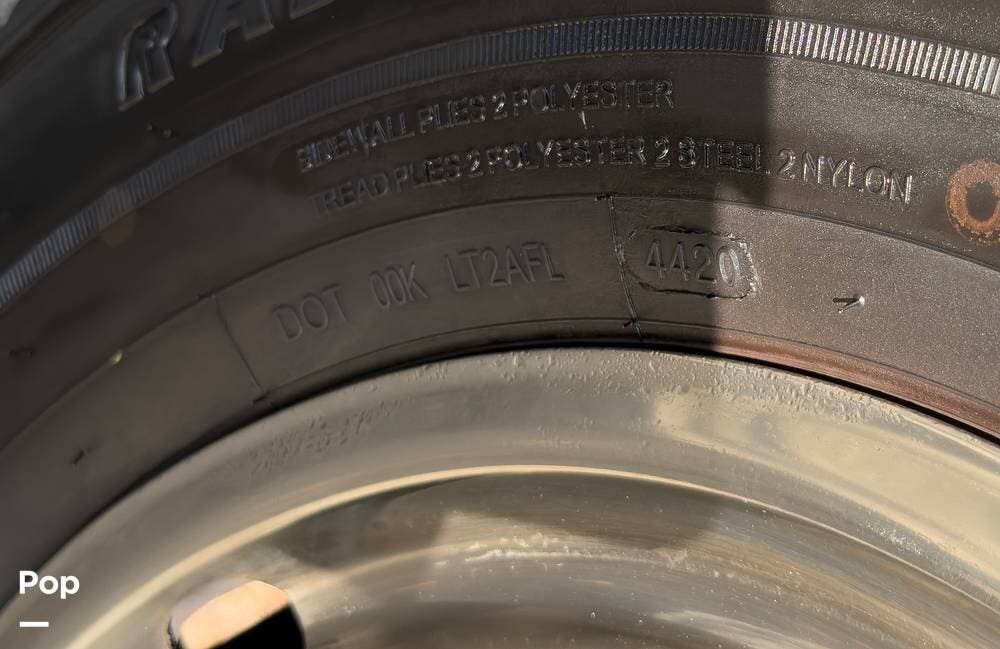 SIDEWALL PLIES 2 POLYESTER
TREAD PLIES 2 POLYESTER 2 STEEL 2 NYLON
DOT 00K LT2AFL 4420
Pop